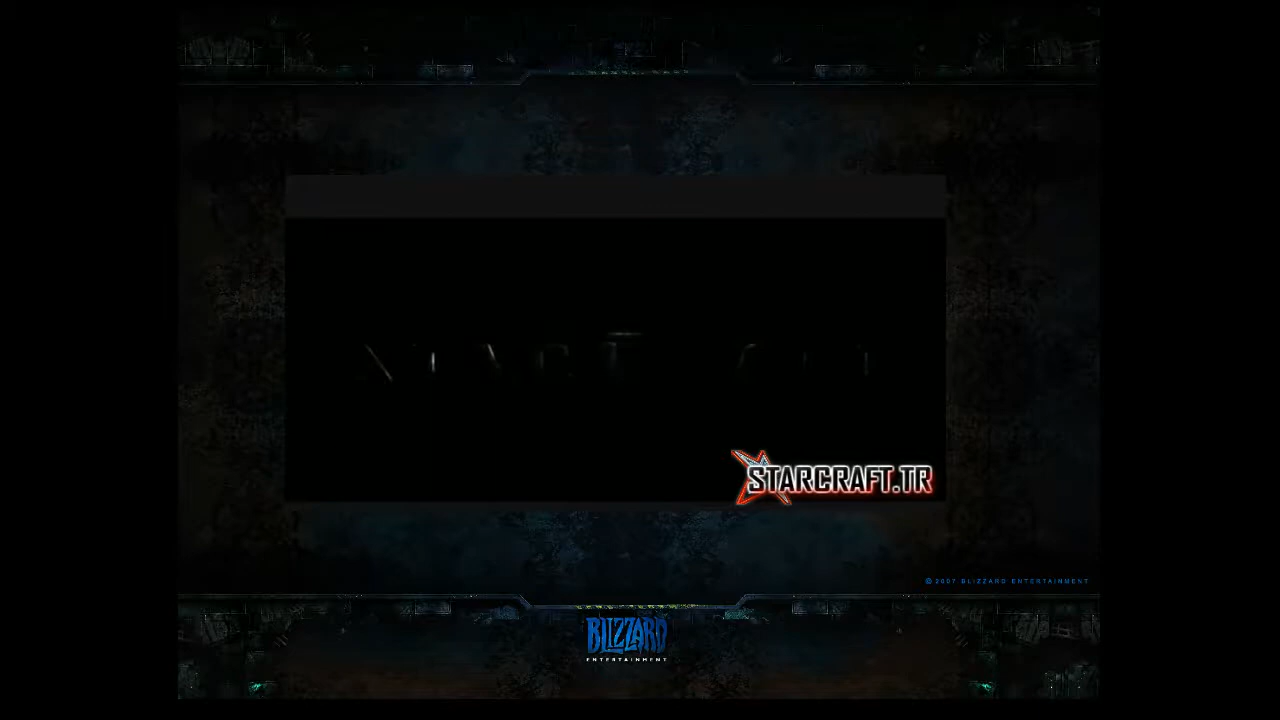 STARCRAFT.TR
© 2007 BLIZZARD ENTERTAINMENT
BLIZZARD
ENTERTAINMENT